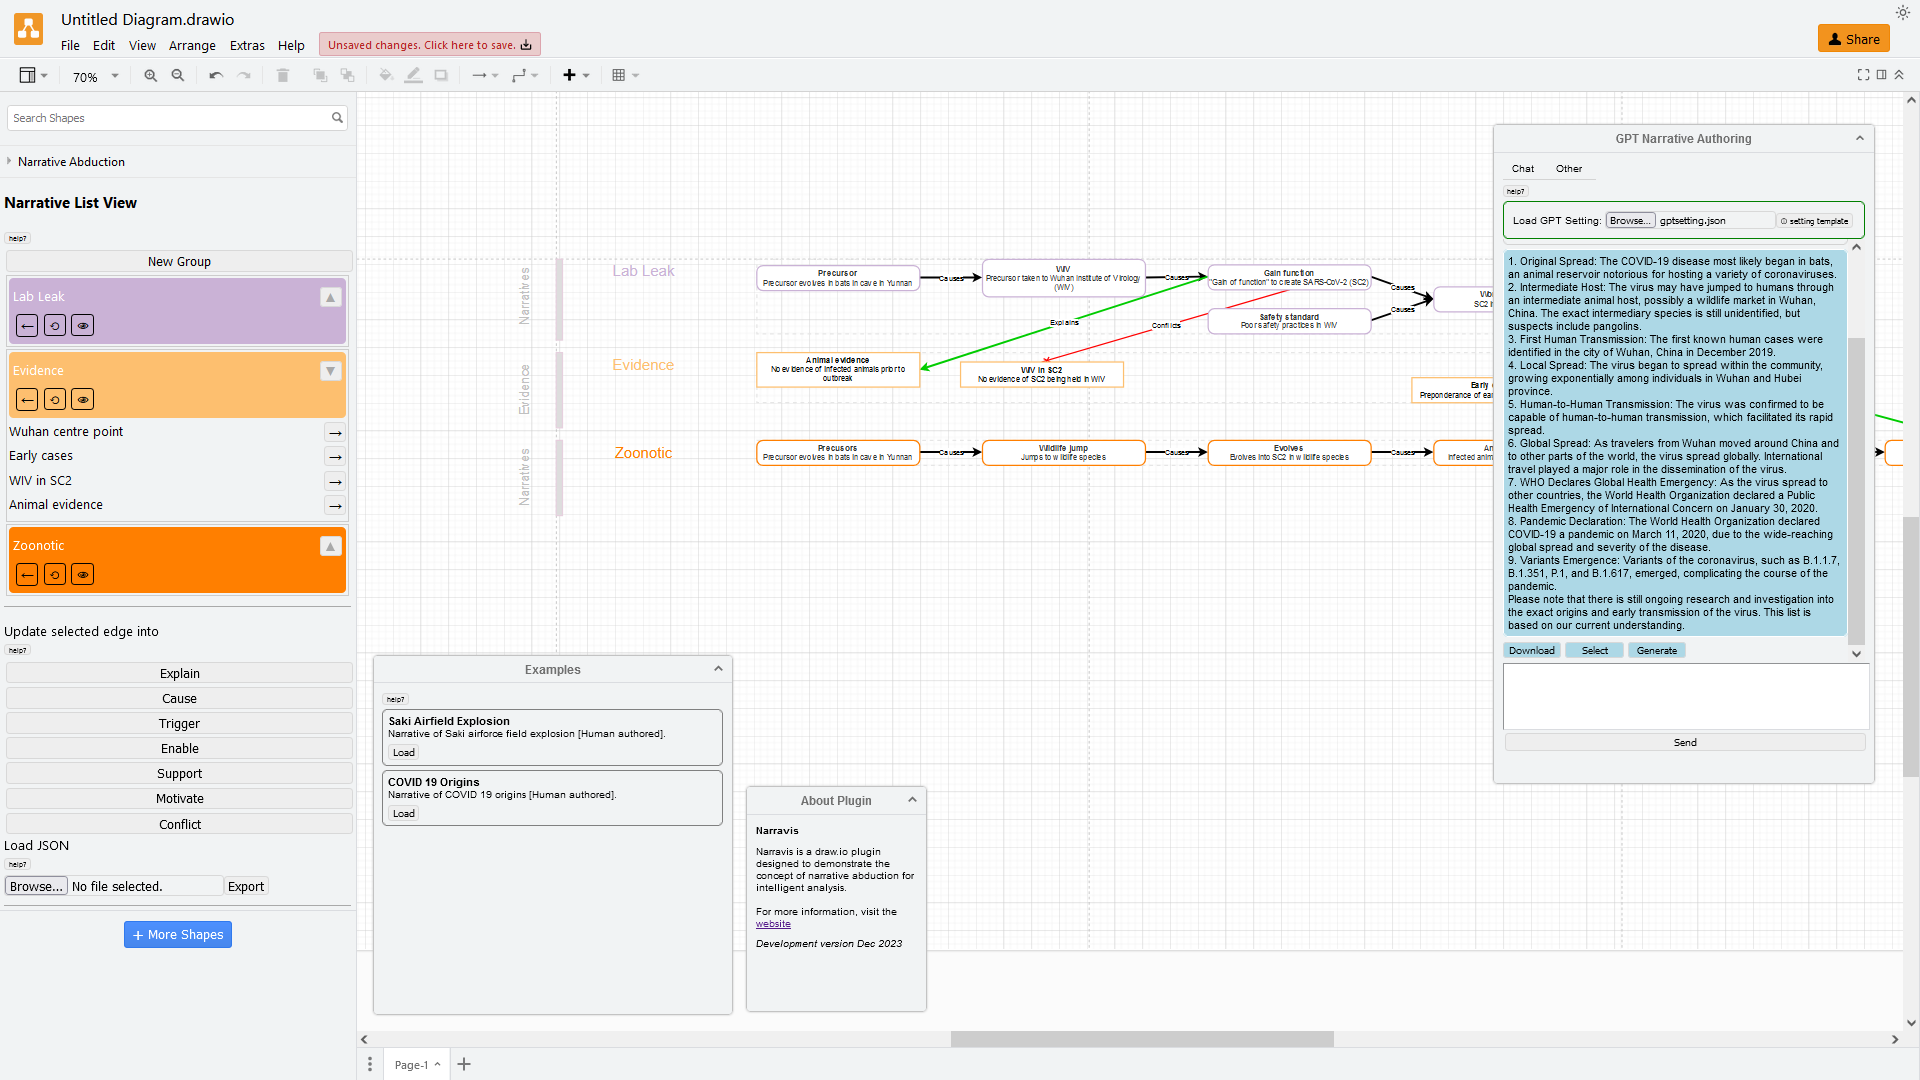 Untitled Diagram.drawio
File Edit View Arrange Extras Help
Unsaved changes. Click here to save.
Share
70%
Search Shapes
Narrative Abduction
Narrative List View
help?
New Group
Lab Leak
Evidence
Wuhan centre point
Early cases
WIV in SC2
Animal evidence
Zoonotic
Update selected edge into
help?
Explain
Cause
Trigger
Enable
Support
Motivate
Conflict
Load JSON
help?
Browse... No file selected. Export
+ More Shapes
Narratives
Lab Leak
Precursor
Precursor evolves in bats in cave in Yunnan
Causes
WIV
Precursor taken to Wuhan Institute of Virology
(WIV)
Causes
Gain function
"Gain of function" to create SARS-CoV-2 (SC2)
Causes
Causes
Safety standard
Poor safety practices in WIV
Explains
Conflicts
Evidence
Evidence
Animal evidence
No evidence of infected animals prior to
outbreak
WIV in SC2
No evidence of SC2 being held in WIV
Early
Preponderance of
Narratives
Zoonotic
Precusors
Precursor evolves in bats in cave in Yunnan
Causes
Wildlife jump
Jumps to wildlife species
Causes
Evolves
Evolves into SC2 in wildlife species
Causes
GPT Narrative Authoring
Chat Other
help?
Load GPT Setting: Browse... gptsetting.json setting template
1. Original Spread: The COVID-19 disease most likely began in bats,
an animal reservoir notorious for hosting a variety of coronaviruses.
2. Intermediate Host: The virus may have jumped to humans through
an intermediate animal host, possibly a wildlife market in Wuhan,
China. The exact intermediary species is still unidentified, but
suspects include pangolins.
3. First Human Transmission: The first known human cases were
identified in the city of Wuhan, China in December 2019.
4. Local Spread: The virus began to spread within the community,
growing exponentially among individuals in Wuhan and Hubei
province.
5. Human-to-Human Transmission: The virus was confirmed to be
capable of human-to-human transmission, which facilitated its rapid
spread.
6. Global Spread: As travelers from Wuhan moved around China and
to other parts of the world, the virus spread globally. International
travel played a major role in the dissemination of the virus.
7. WHO Declares Global Health Emergency: As the virus spread to
other countries, the World Health Organization declared a Public
Health Emergency of International Concern on January 30, 2020.
8. Pandemic Declaration: The World Health Organization declared
COVID-19 a pandemic on March 11, 2020, due to the wide-reaching
global spread and severity of the disease.
9. Variants Emergence: Variants of the coronavirus, such as B.1.1.7,
B.1.351, P.1, and B.1.617, emerged, complicating the course of the
pandemic.
Please note that there is still ongoing research and investigation into
the exact origins and early transmission of the virus. This list is
based on our current understanding.
Download Select Generate
Send
Examples
help?
Saki Airfield Explosion
Narrative of Saki airforce field explosion [Human authored].
Load
COVID 19 Origins
Narrative of COVID 19 origins [Human authored].
Load
About Plugin
Narravis
Narravis is a draw.io plugin
designed to demonstrate the
concept of narrative abduction for
intelligent analysis.
For more information, visit the
website
Development version Dec 2023
Page-1